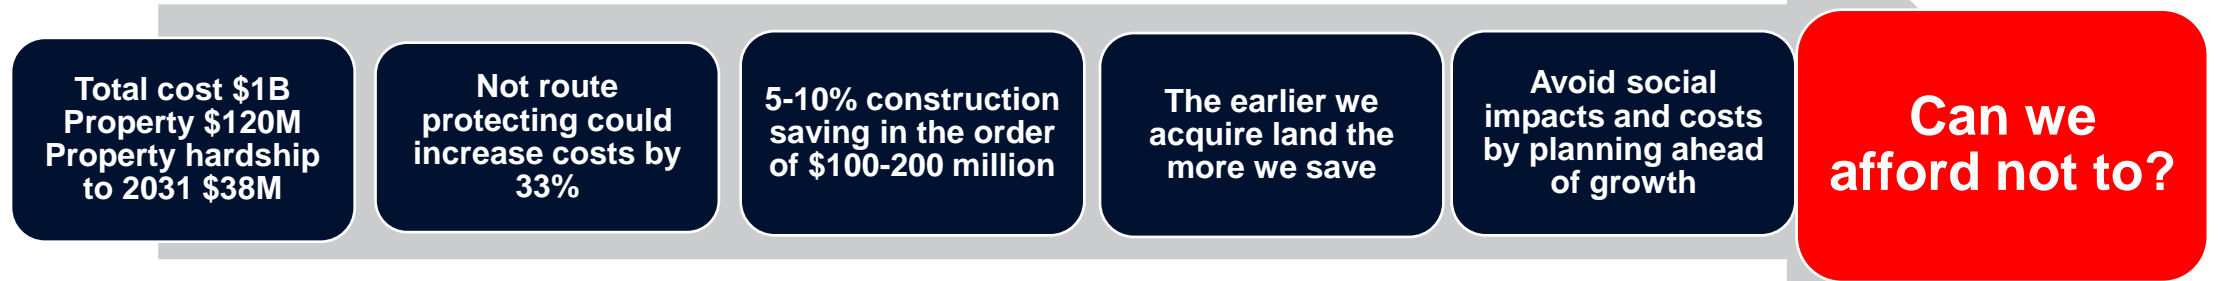 Total cost $1B
Property $120M
Property hardship
to 2031 $38M
Not route
protecting could
increase costs by
33%
5-10% construction
saving in the order
of $100-200 million
The earlier we
acquire land the
more we save
Avoid social
impacts and costs
by planning ahead
of growth
Can we
afford not to?